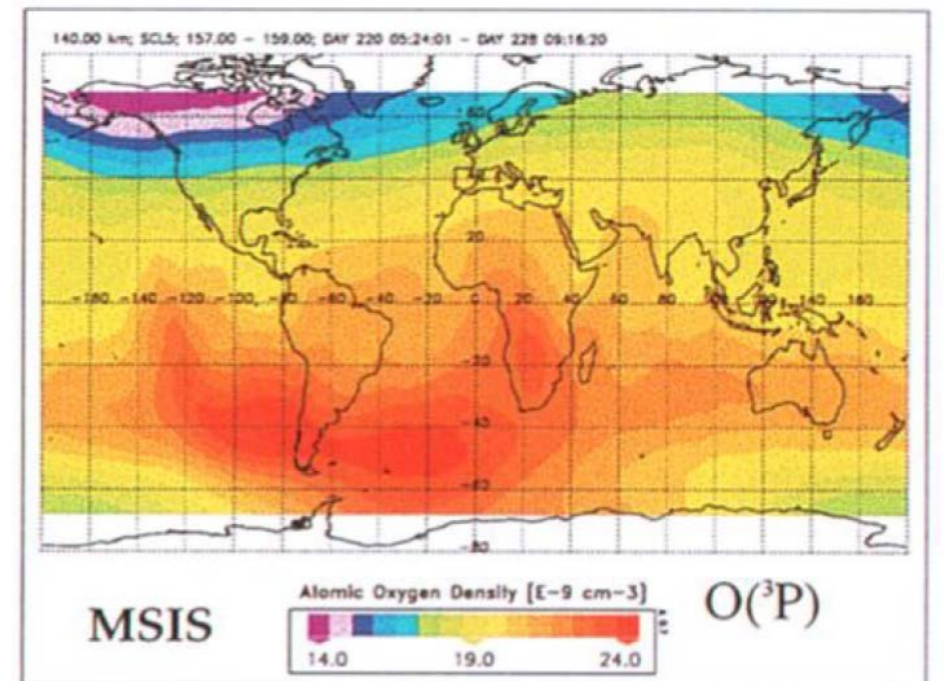 140.00 km; SCL5; 157.00 - 159.00; DAY 220 05:24:01 - DAY 228 09:16:20
60
20
-160 -140 -120 -100 -80 -60 -40 -20 0 20 40 60 80 100 120 140 160
-20
-40
-60
-80
Atomic Oxygen Density [E-9 cm-3]
O(³P)
MSIS
14.0 19.0 24.0